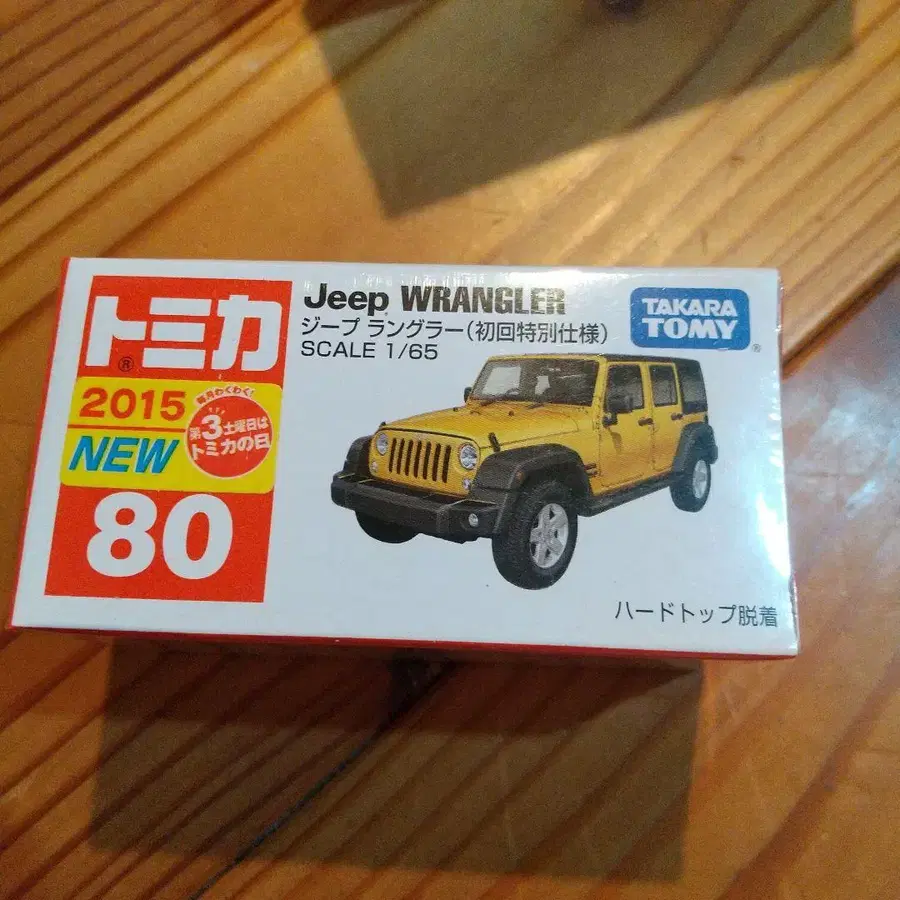 トミカ®
2015
NEW
毎月わくわく!
第3土曜日は
トミカの日
80
Jeep® WRANGLER
ジープ ラングラー(初回特別仕様)
SCALE 1/65
TAKARA
TOMY®
ハードトップ脱着